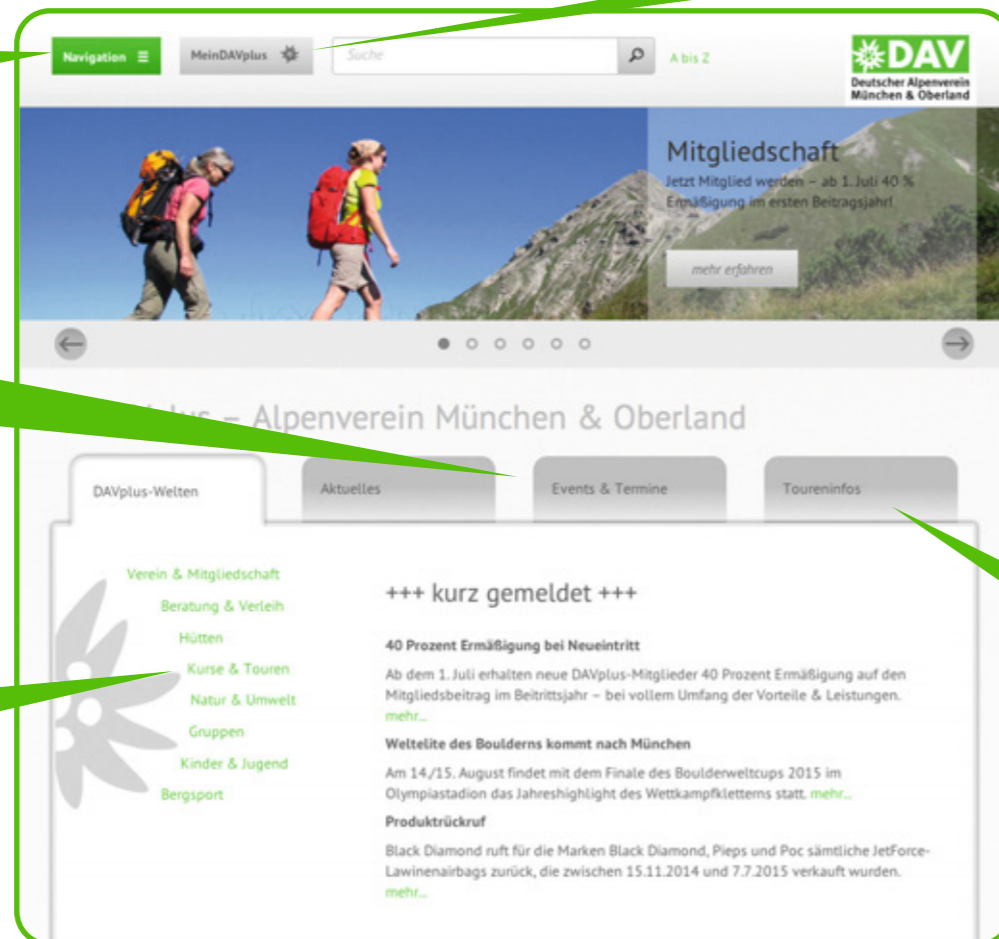 Navigation
MeinDAVplus
Suche
A bis Z
DAV
Deutscher Alpenverein
München & Oberland
Mitgliedschaft
Jetzt Mitglied werden – ab 1. Juli 40 %
Ermäßigung im ersten Beitragsjahr!
mehr erfahren
– Alpenverein München & Oberland
DAVplus-Welten
Aktuelles
Events & Termine
Toureninfos
Verein & Mitgliedschaft
Beratung & Verleih
Hütten
Kurse & Touren
Natur & Umwelt
Gruppen
Kinder & Jugend
Bergsport
+++ kurz gemeldet +++
40 Prozent Ermäßigung bei Neueintritt
Ab dem 1. Juli erhalten neue DAVplus-Mitglieder 40 Prozent Ermäßigung auf den
Mitgliedsbeitrag im Beitrittsjahr – bei vollem Umfang der Vorteile & Leistungen.
mehr...
Weltelite des Boulderns kommt nach München
Am 14./15. August findet mit dem Finale des Boulderweltcups 2015 im
Olympiastadion das Jahreshighlight des Wettkampfkletterns statt. mehr...
Produktrückruf
Black Diamond ruft für die Marken Black Diamond, Pieps und Poc sämtliche JetForce-
Lawinenairbags zurück, die zwischen 15.11.2014 und 7.7.2015 verkauft wurden.
mehr...